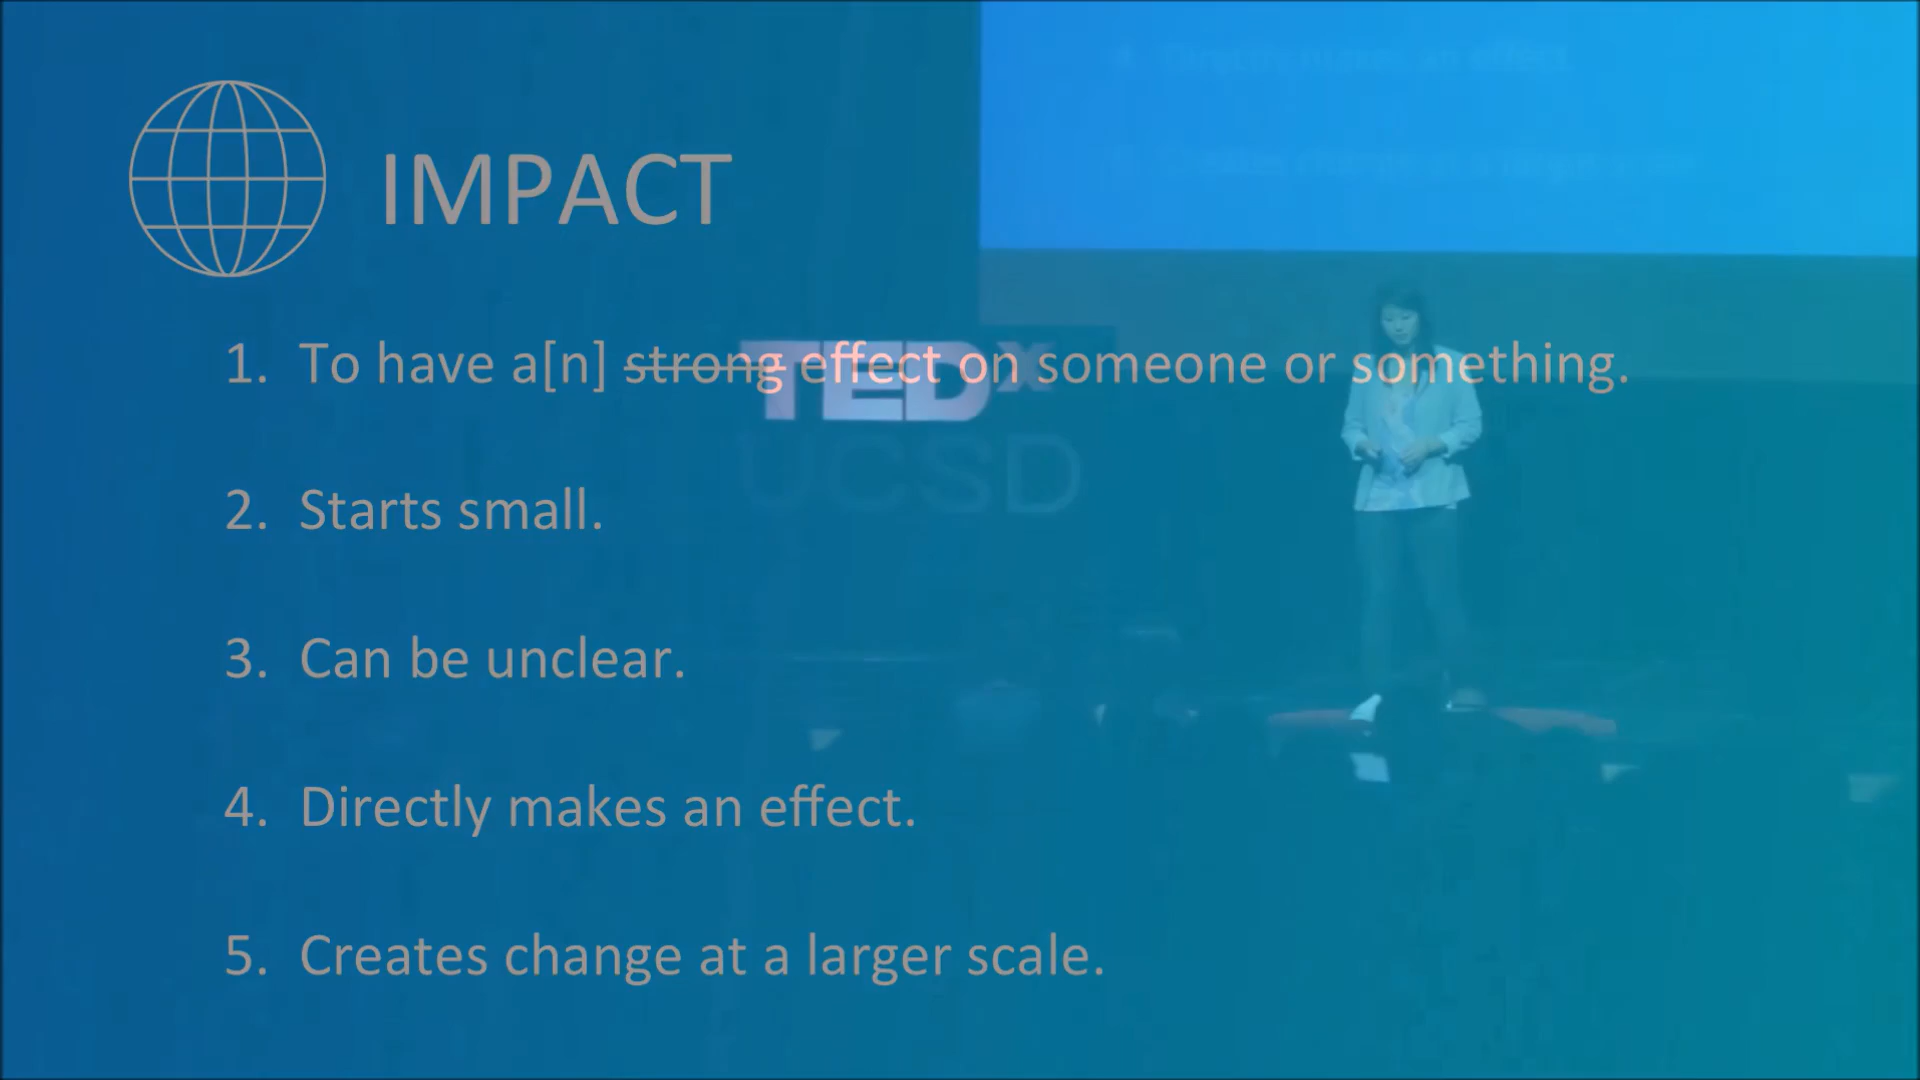 IMPACT
1. To have a[n] strong effect on someone or something.
TEDx
UCSD
2. Starts small.
3. Can be unclear.
4. Directly makes an effect.
5. Creates change at a larger scale.